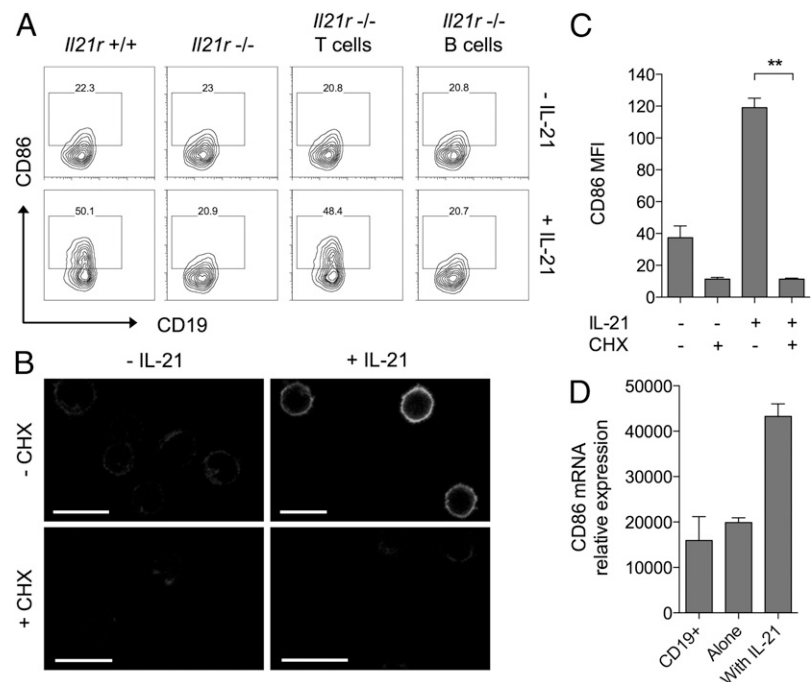 A
Il21r +/+
Il21r -/-
Il21r -/-
T cells
Il21r -/-
B cells
22.3
23
20.8
20.8
- IL-21
50.1
20.9
48.4
20.7
+ IL-21
CD86
CD19
B
- IL-21
+ IL-21
- CHX
+ CHX
C
**
CD86 MFI
140
120
100
80
60
40
20
0
IL-21 - - + +
CHX - + - +
D
CD86 mRNA
relative expression
50000
40000
30000
20000
10000
0
CD19+
Alone
With IL-21